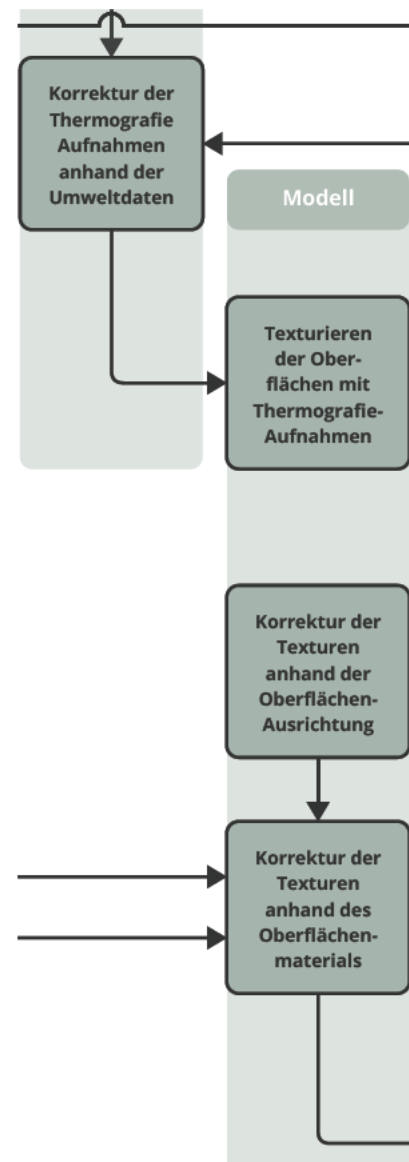 Korrektur der
Thermografie
Aufnahmen
anhand der
Umweltdaten
Modell
Texturieren
der Ober-
flächen mit
Thermografie-
Aufnahmen
Korrektur der
Texturen
anhand der
Oberflächen-
Ausrichtung
Korrektur der
Texturen
anhand des
Oberflächen-
materials